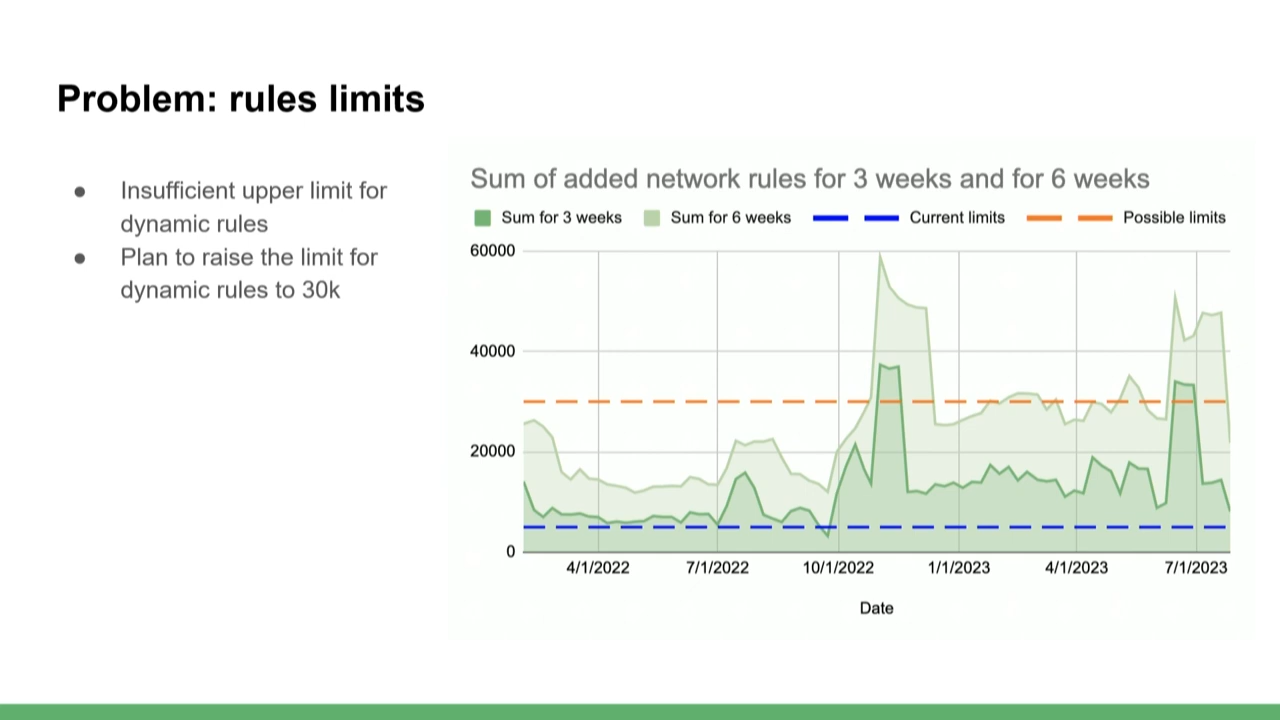 Problem: rules limits
● Insufficient upper limit for
dynamic rules
● Plan to raise the limit for
dynamic rules to 30k
Sum of added network rules for 3 weeks and for 6 weeks
Sum for 3 weeks Sum for 6 weeks Current limits Possible limits
60000
40000
20000
0
4/1/2022 7/1/2022 10/1/2022 1/1/2023 4/1/2023 7/1/2023
Date